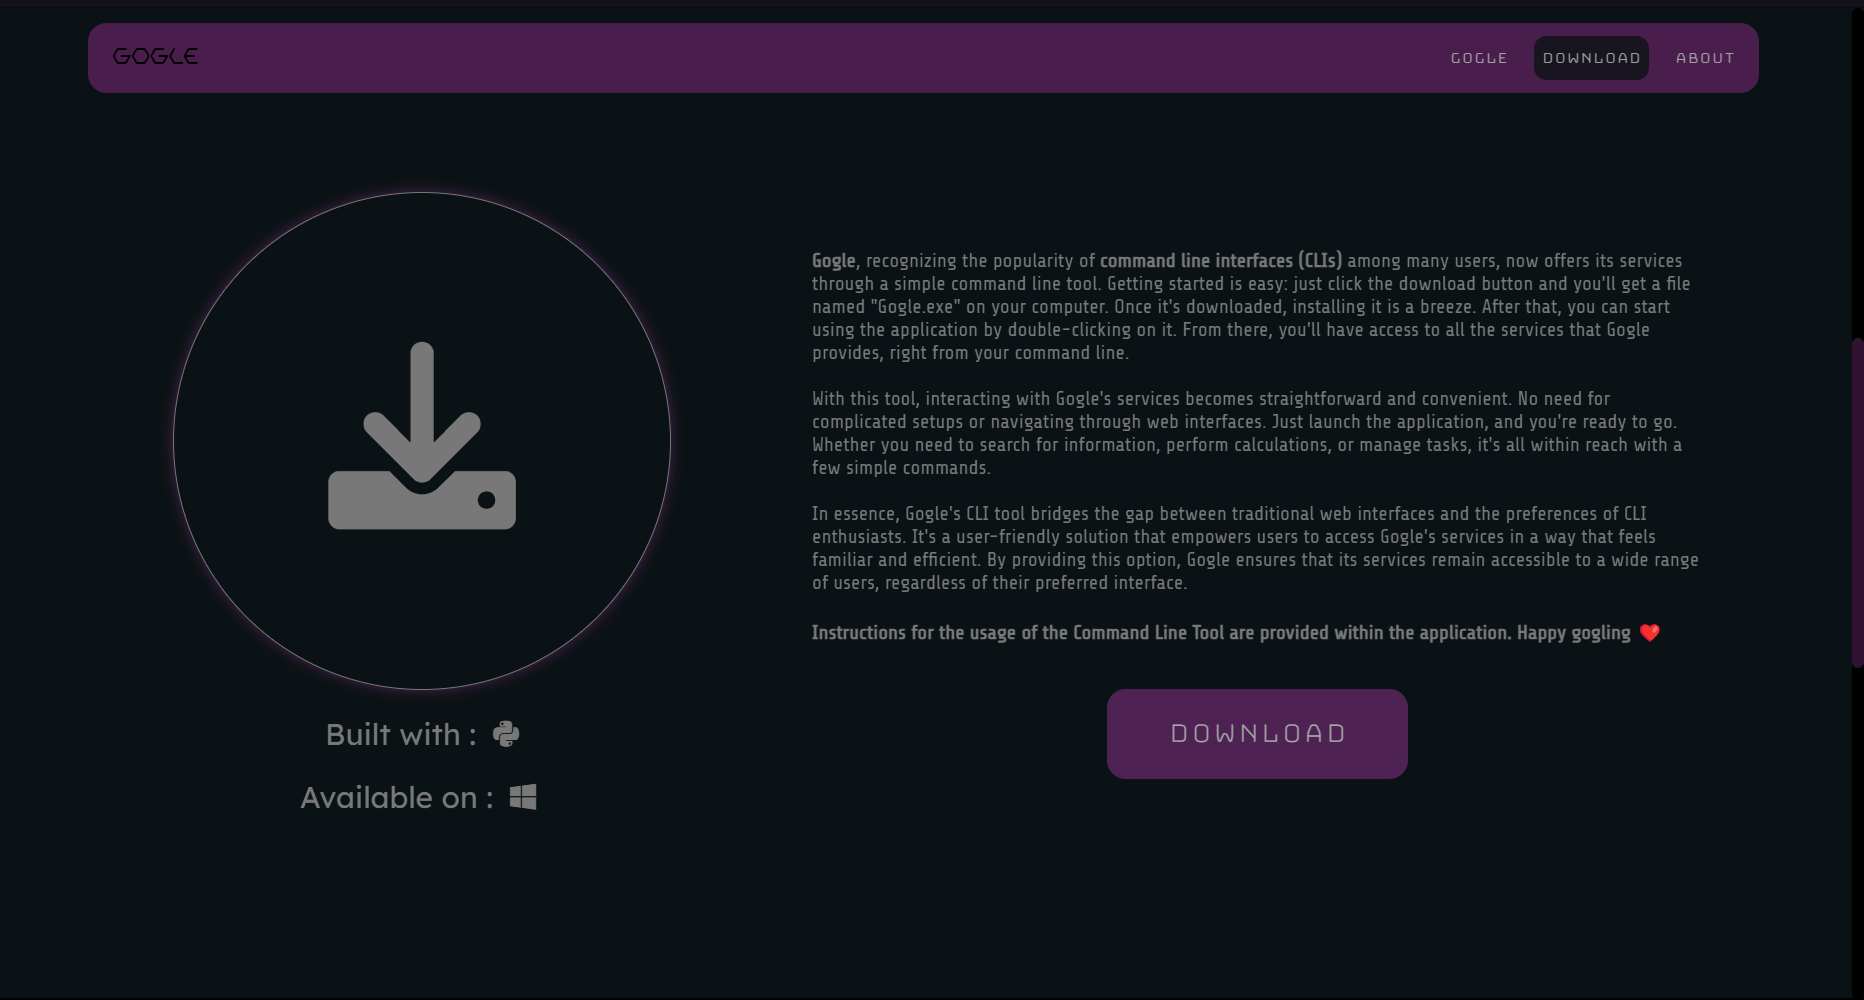 GOGLE
GOGLE
DOWNLOAD
ABOUT
Gogle, recognizing the popularity of command line interfaces (CLIs) among many users, now offers its services
through a simple command line tool. Getting started is easy: just click the download button and you'll get a file
named "Gogle.exe" on your computer. Once it's downloaded, installing it is a breeze. After that, you can start
using the application by double-clicking on it. From there, you'll have access to all the services that Gogle
provides, right from your command line.
With this tool, interacting with Gogle's services becomes straightforward and convenient. No need for
complicated setups or navigating through web interfaces. Just launch the application, and you're ready to go.
Whether you need to search for information, perform calculations, or manage tasks, it's all within reach with a
few simple commands.
In essence, Gogle's CLI tool bridges the gap between traditional web interfaces and the preferences of CLI
enthusiasts. It's a user-friendly solution that empowers users to access Gogle's services in a way that feels
familiar and efficient. By providing this option, Gogle ensures that its services remain accessible to a wide range
of users, regardless of their preferred interface.
Instructions for the usage of the Command Line Tool are provided within the application. Happy gogling ❤️
DOWNLOAD
Built with :
Available on :